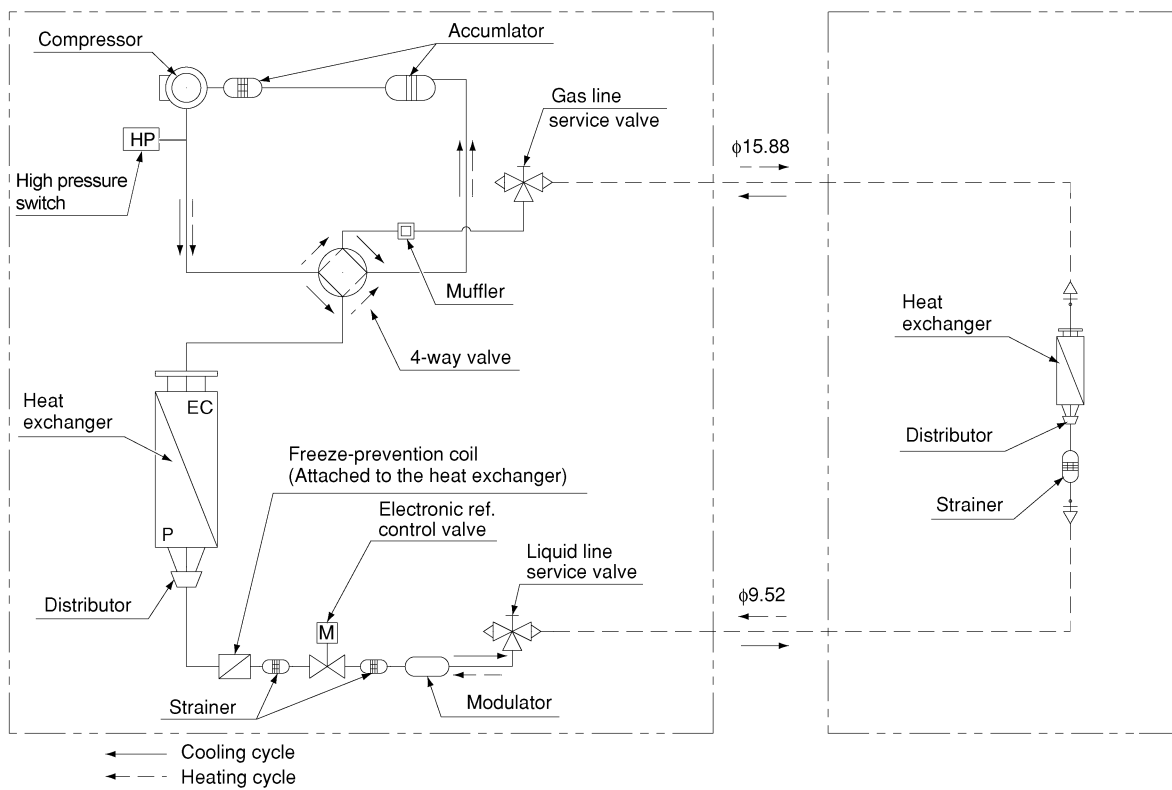 Compressor
Accumlator
Gas line
service valve
HP
High pressure
switch
ϕ15.88
Muffler
4-way valve
Heat
exchanger
EC
P
Heat
exchanger
Distributor
Strainer
Freeze-prevention coil
(Attached to the heat exchanger)
Electronic ref.
control valve
Liquid line
service valve
ϕ9.52
Distributor
M
Strainer
Modulator
Cooling cycle
Heating cycle